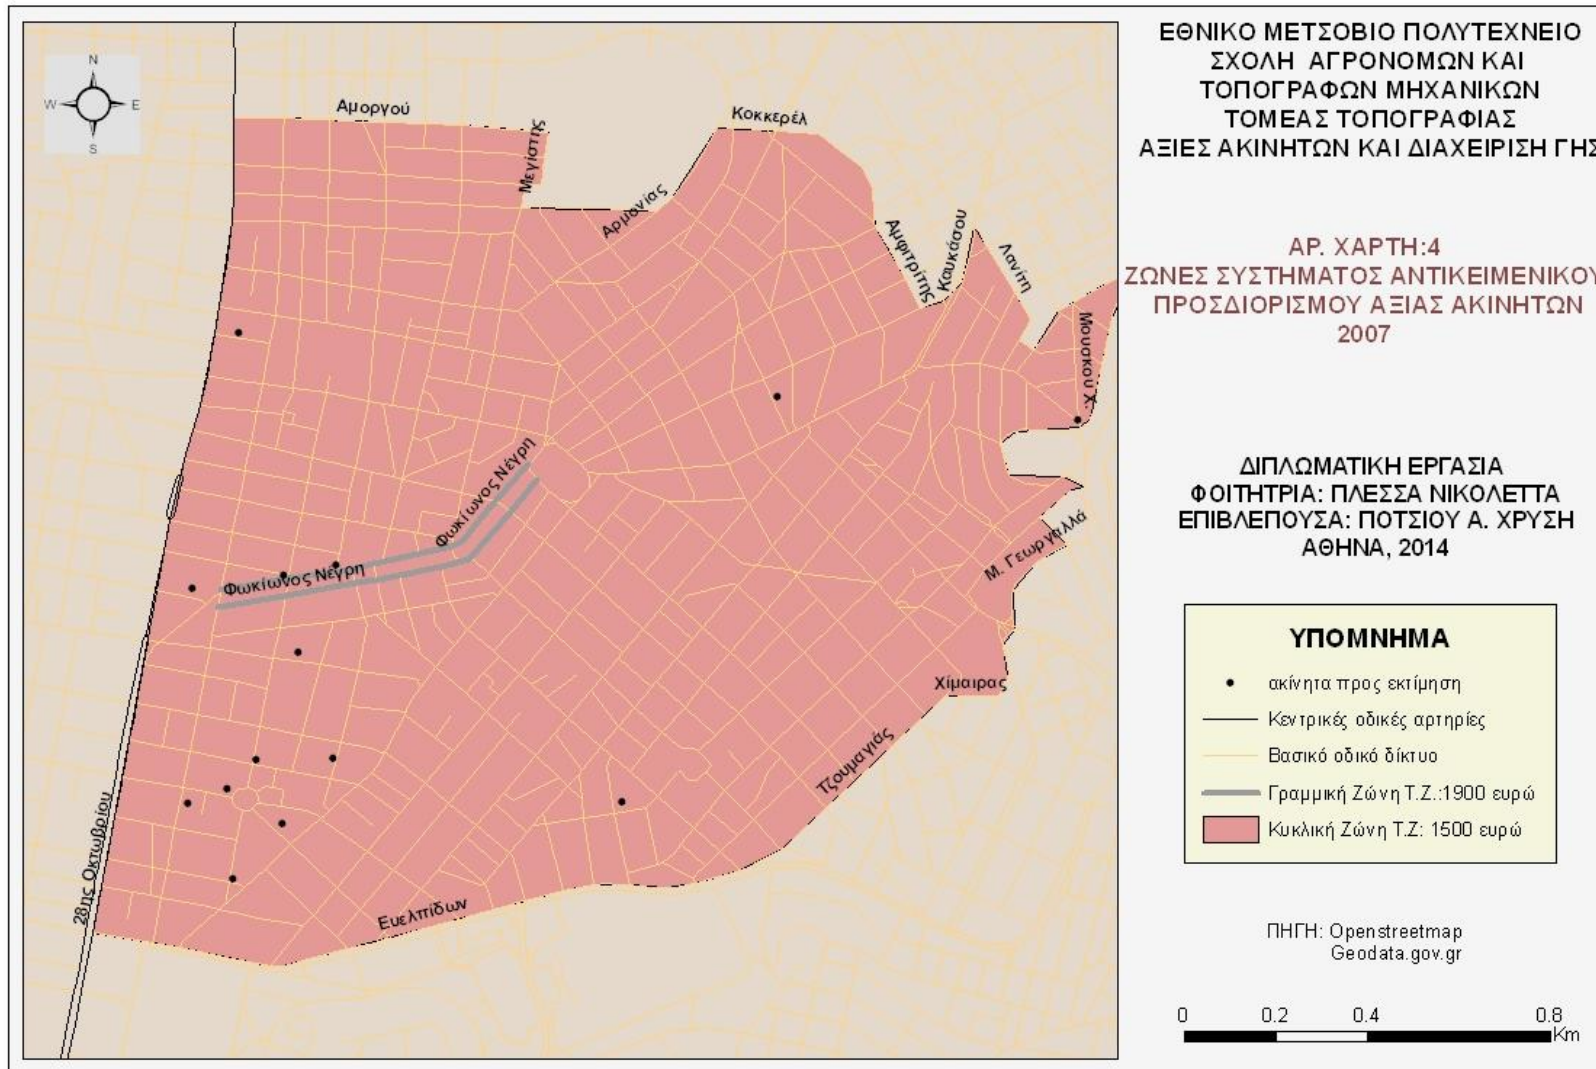 N
W
E
S
Αμοργού
Μεγίστης
Κοκκερέλ
Αρμονίας
Αμφιτρίτης
Καυκάσου
Λανίτη
Μουσκού Χ.
Φωκίωνος Νέγρη
Φωκίωνος Νέγρη
Μ. Γεωργαλλά
Χίμαιρας
Τζουμαγιάς
28ης Οκτωβρίου
Ευελπίδων
ΕΘΝΙΚΟ ΜΕΤΣΟΒΙΟ ΠΟΛΥΤΕΧΝΕΙΟ
ΣΧΟΛΗ ΑΓΡΟΝΟΜΩΝ ΚΑΙ
ΤΟΠΟΓΡΑΦΩΝ ΜΗΧΑΝΙΚΩΝ
ΤΟΜΕΑΣ ΤΟΠΟΓΡΑΦΙΑΣ
ΑΞΙΕΣ ΑΚΙΝΗΤΩΝ ΚΑΙ ΔΙΑΧΕΙΡΙΣΗ ΓΗΣ
ΑΡ. ΧΑΡΤΗ:4
ΖΩΝΕΣ ΣΥΣΤΗΜΑΤΟΣ ΑΝΤΙΚΕΙΜΕΝΙΚΟΥ
ΠΡΟΣΔΙΟΡΙΣΜΟΥ ΑΞΙΑΣ ΑΚΙΝΗΤΩΝ
2007
ΔΙΠΛΩΜΑΤΙΚΗ ΕΡΓΑΣΙΑ
ΦΟΙΤΗΤΡΙΑ: ΠΛΕΣΣΑ ΝΙΚΟΛΕΤΤΑ
ΕΠΙΒΛΕΠΟΥΣΑ: ΠΟΤΣΙΟΥ Α. ΧΡΥΣΗ
ΑΘΗΝΑ, 2014
ΥΠΟΜΝΗΜΑ
ακίνητα προς εκτίμηση
Κεντρικές οδικές αρτηρίες
Βασικό οδικό δίκτυο
Γραμμική Ζώνη Τ.Ζ.:1900 ευρώ
Κυκλική Ζώνη Τ.Ζ: 1500 ευρώ
ΠΗΓΗ: Openstreetmap
Geodata.gov.gr
0 0.2 0.4 0.8
Km